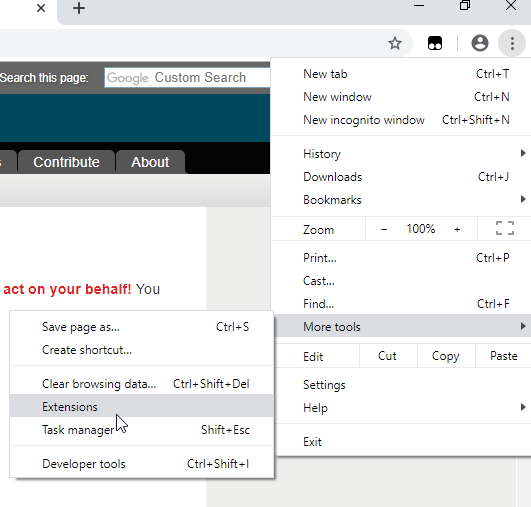 Search this page:
Google Custom Search
s
Contribute
About
act on your behalf! You
New tab Ctrl+T
New window Ctrl+N
New incognito window Ctrl+Shift+N
History
Downloads Ctrl+J
Bookmarks
Zoom - 100% +
Print... Ctrl+P
Cast...
Find... Ctrl+F
More tools
Edit Cut Copy Paste
Settings
Help
Exit
Save page as... Ctrl+S
Create shortcut...
Clear browsing data... Ctrl+Shift+Del
Extensions
Task manager Shift+Esc
Developer tools Ctrl+Shift+I